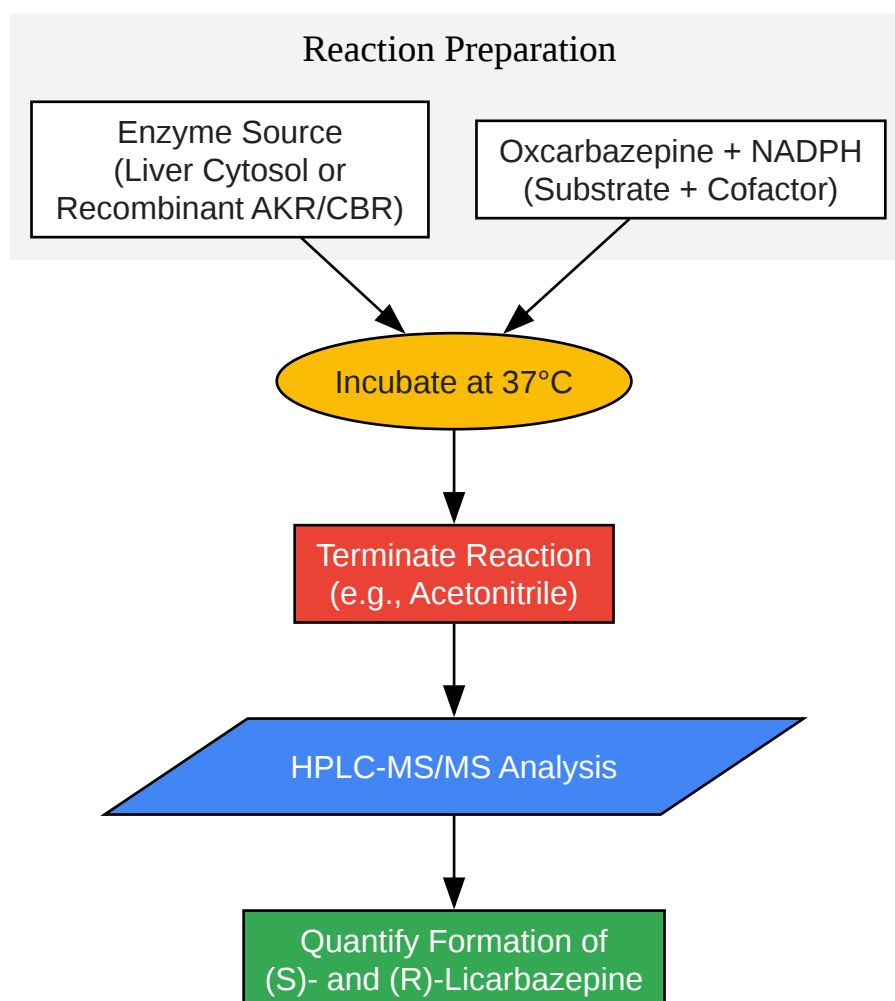 Reaction Preparation
Enzyme Source
(Liver Cytosol or
Recombinant AKR/CBR)
Oxcarbazepine + NADPH
(Substrate + Cofactor)
Incubate at 37°C
Terminate Reaction
(e.g., Acetonitrile)
HPLC-MS/MS Analysis
Quantify Formation of
(S)- and (R)-Licarbazepine